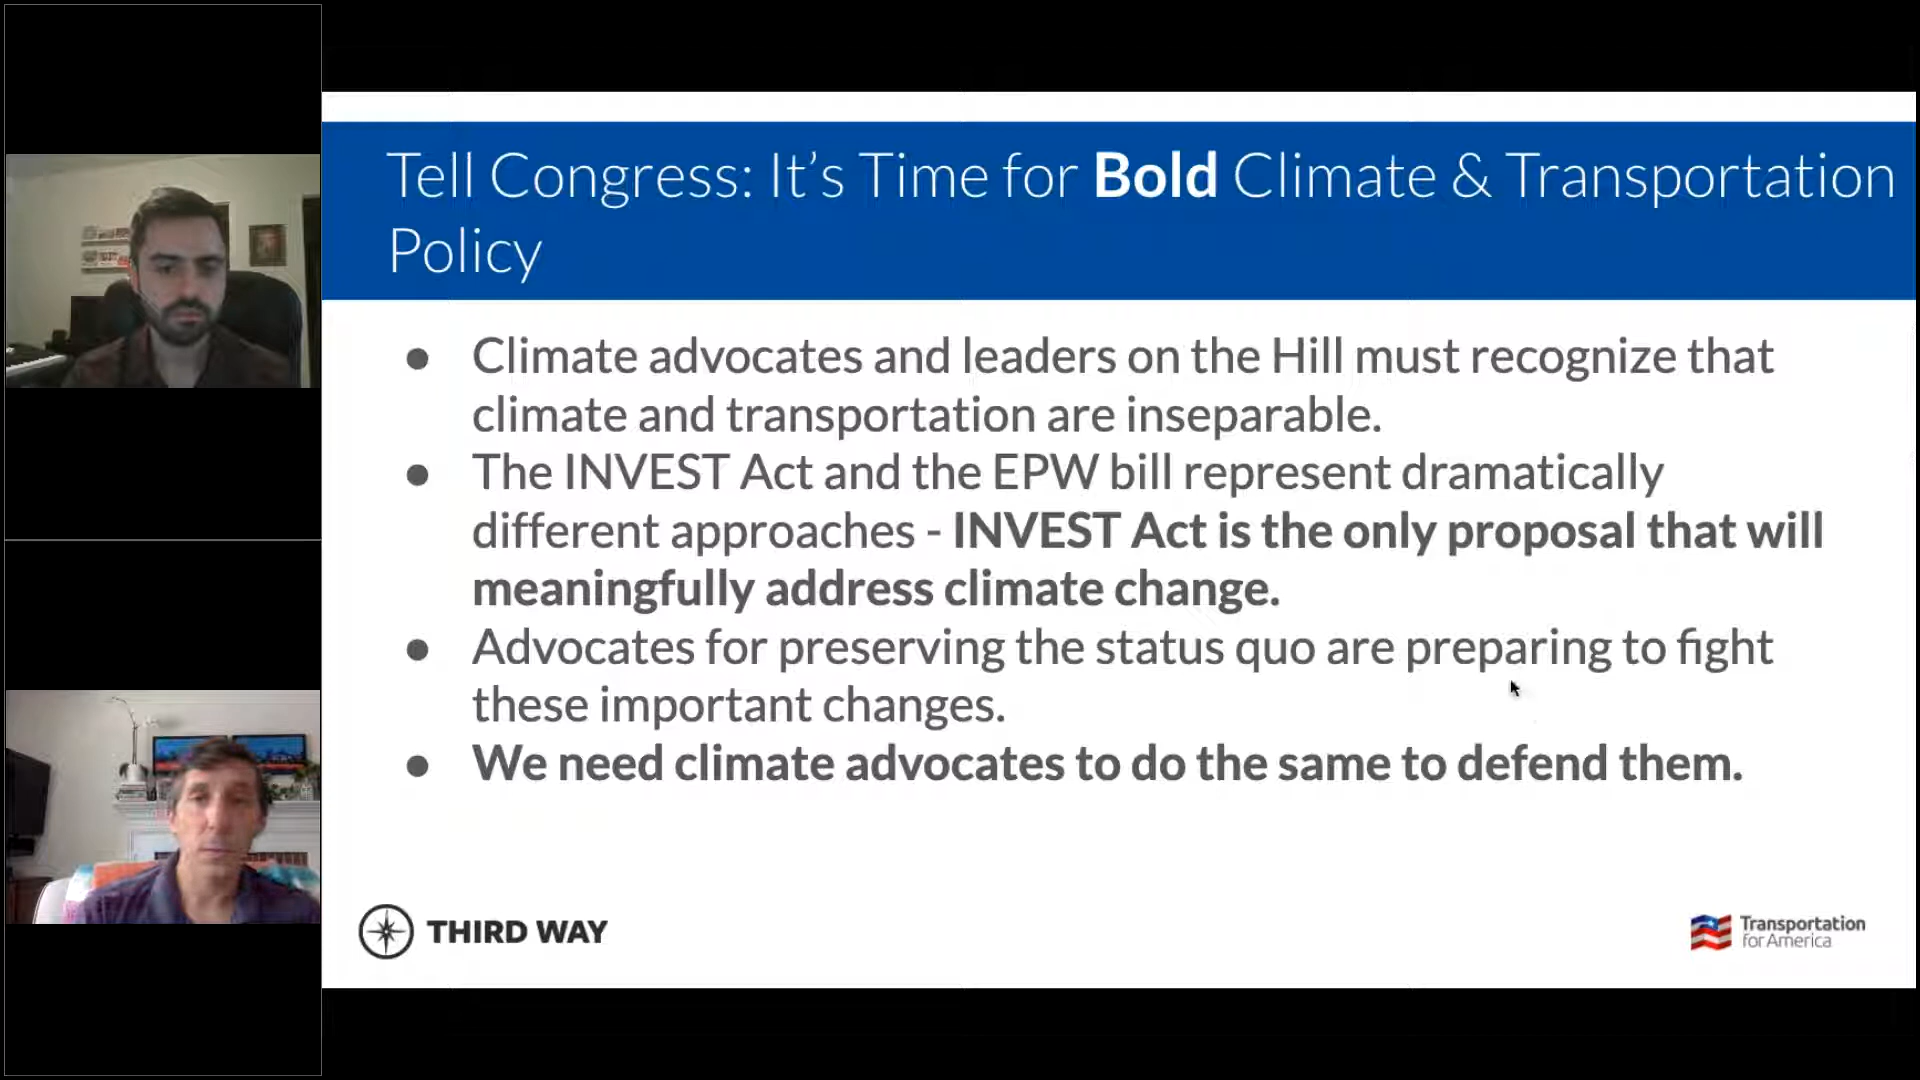 Tell Congress: It's Time for Bold Climate & Transportation
Policy
● Climate advocates and leaders on the Hill must recognize that
climate and transportation are inseparable.
● The INVEST Act and the EPW bill represent dramatically
different approaches - INVEST Act is the only proposal that will
meaningfully address climate change.
● Advocates for preserving the status quo are preparing to fight
these important changes.
● We need climate advocates to do the same to defend them.
THIRD WAY
Transportation
for America